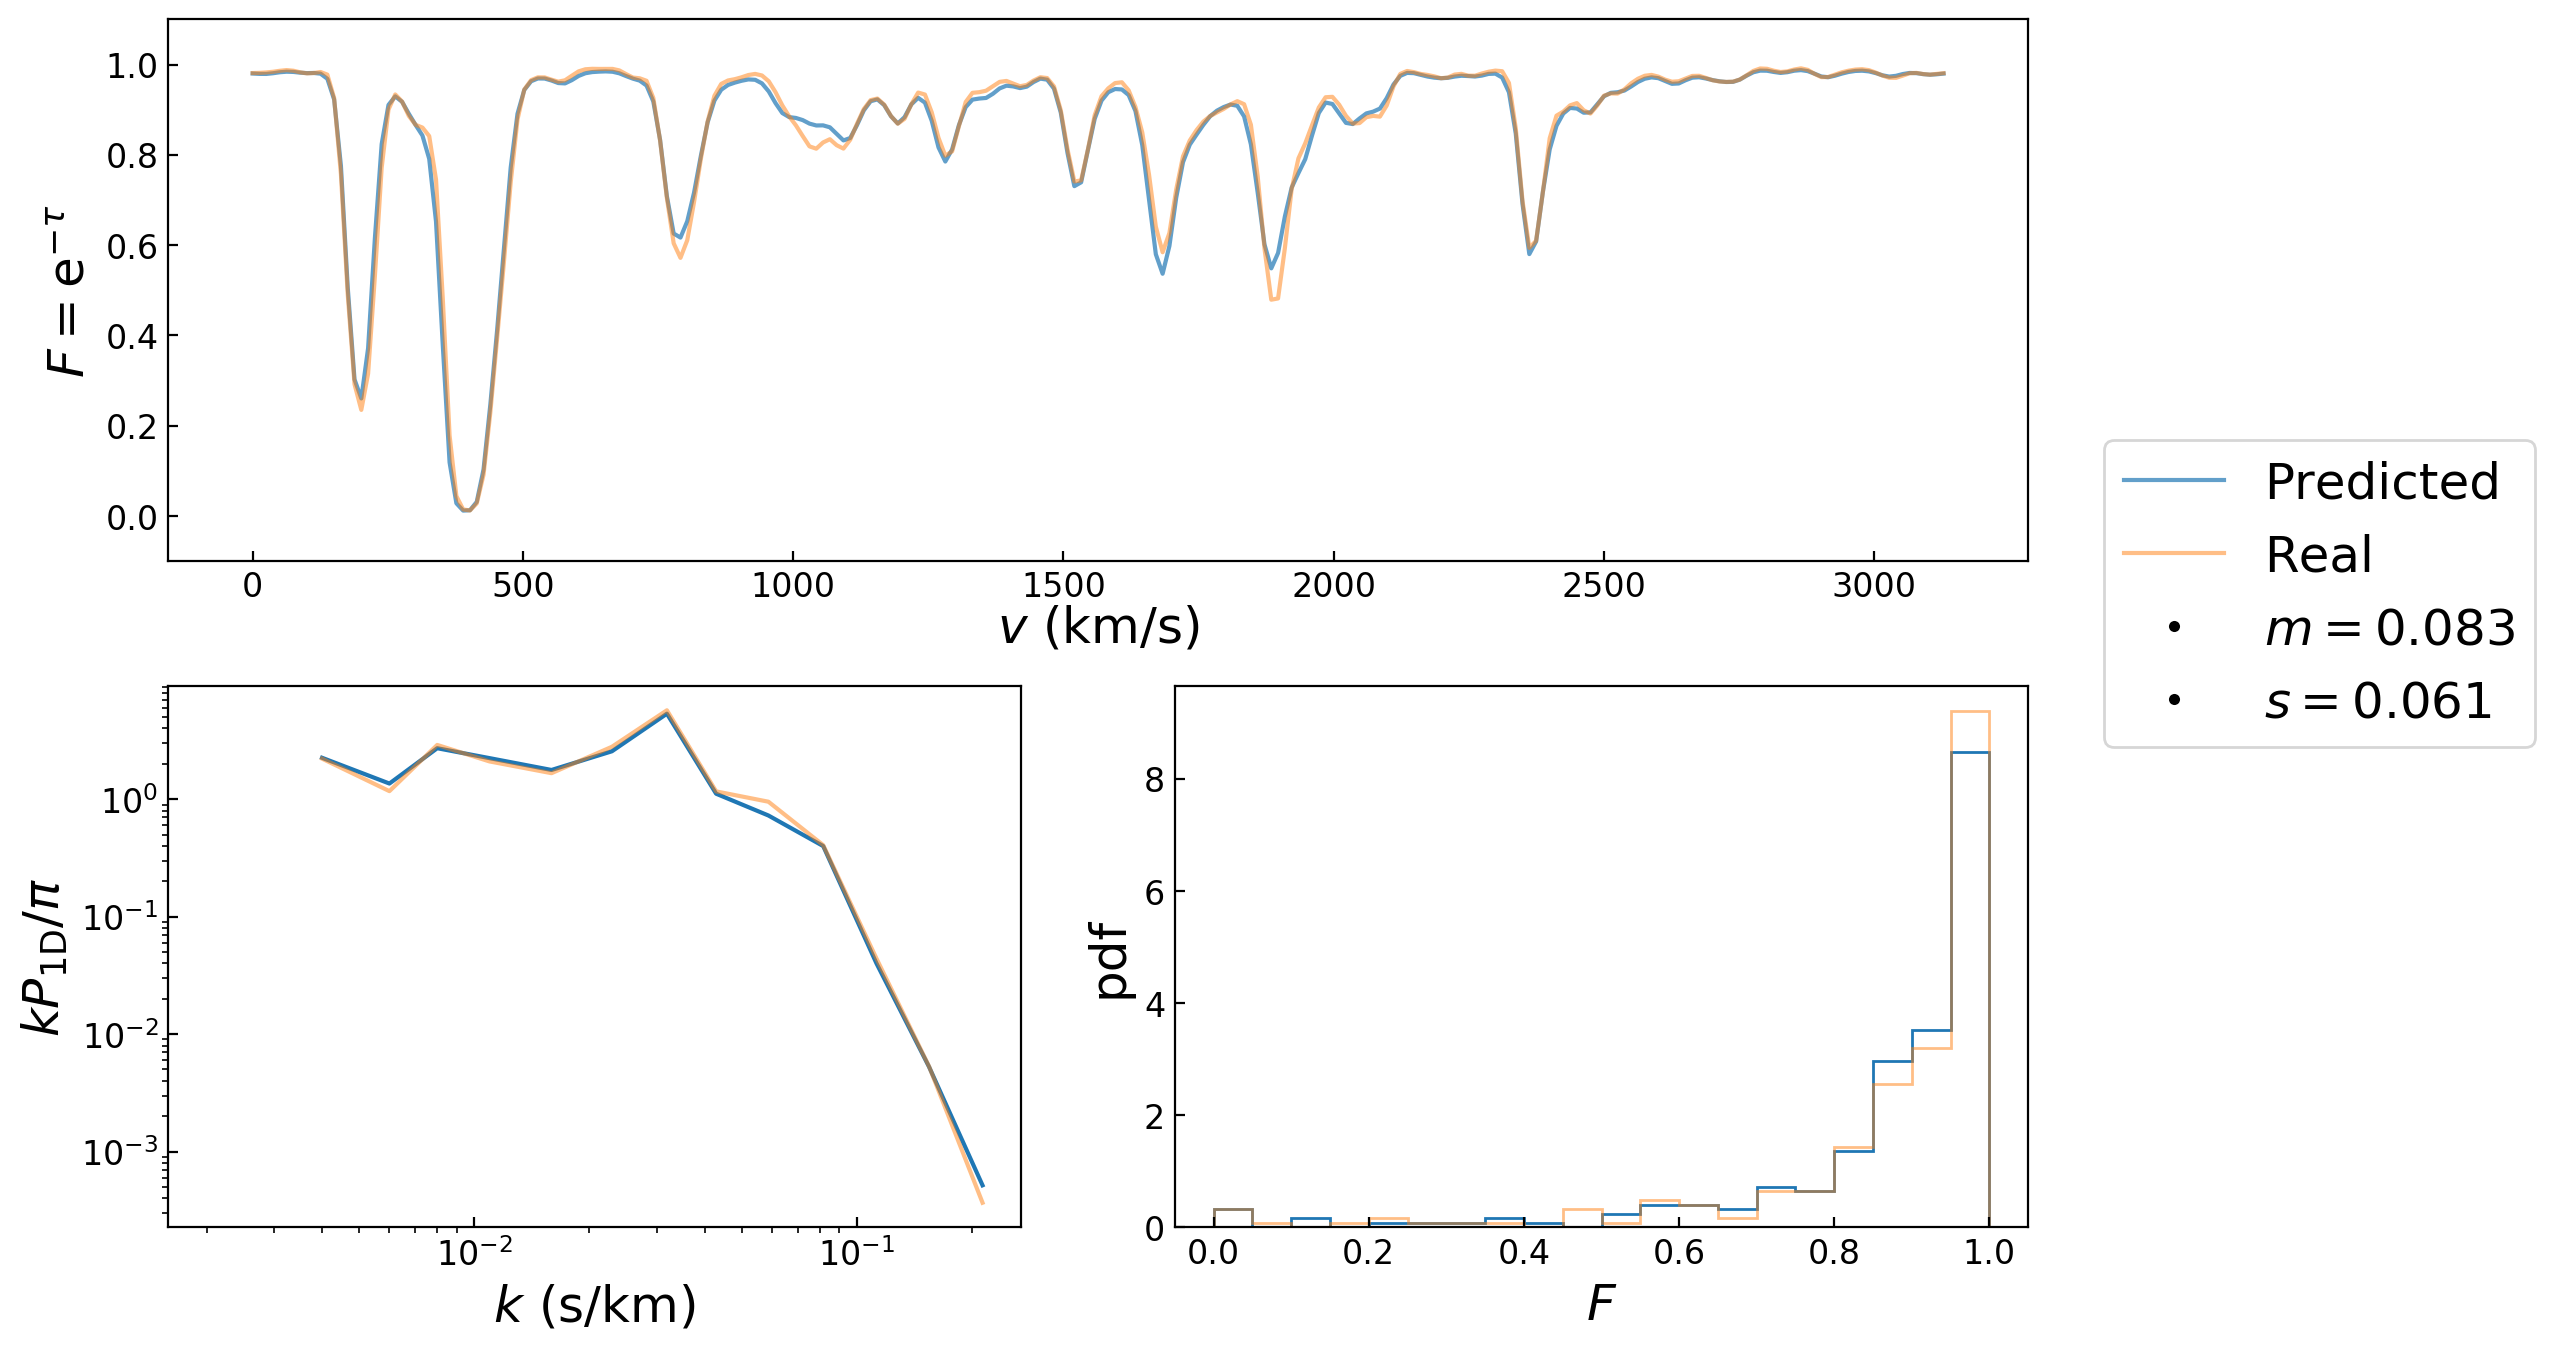 1.0
0.8
0.6
0.4
0.2
0.0
F = e^{−τ}
0 500 1000 1500 2000 2500 3000
v (km/s)
Predicted
Real
m = 0.083
s = 0.061
10^0
10^{−1}
10^{−2}
10^{−3}
kP_{1D}/π
10^{−2} 10^{−1}
k (s/km)
8
6
4
2
0
pdf
0.0 0.2 0.4 0.6 0.8 1.0
F